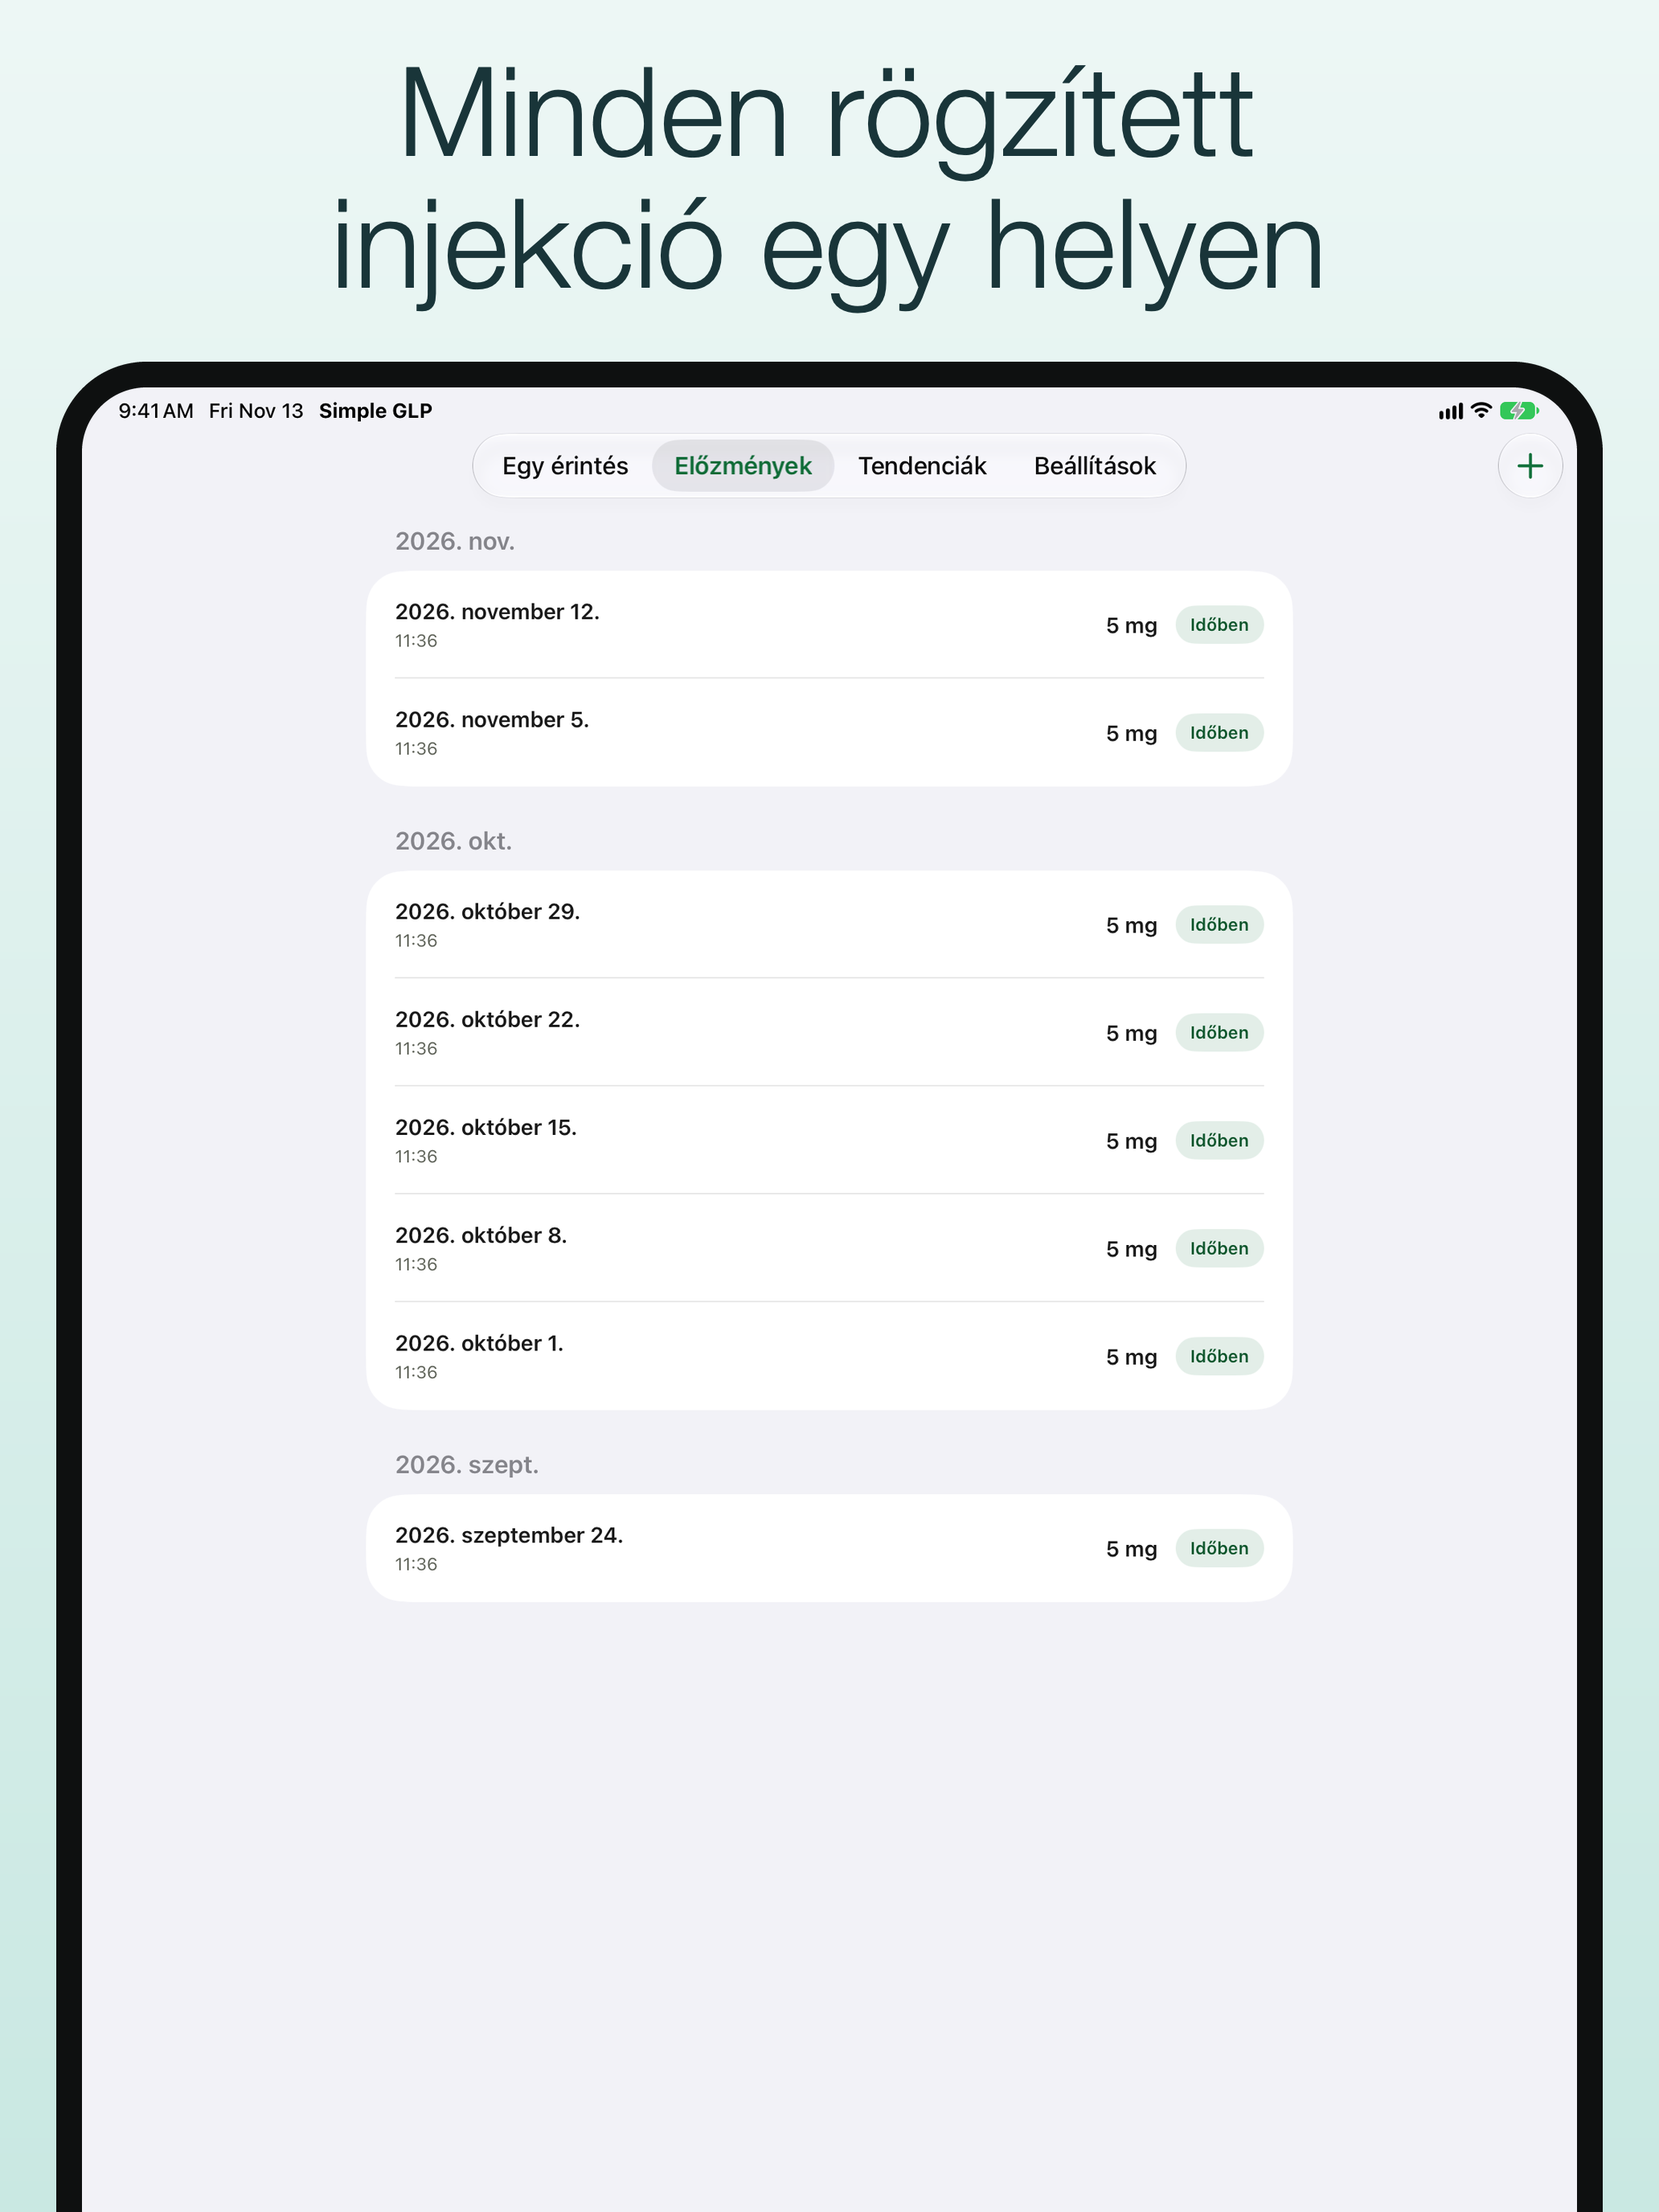 Minden rögzített
injekció egy helyen
9:41 AM Fri Nov 13 Simple GLP
Egy érintés Előzmények Tendenciák Beállítások
2026. nov.
2026. november 12.
11:36
5 mg Időben
2026. november 5.
11:36
5 mg Időben
2026. okt.
2026. október 29.
11:36
5 mg Időben
2026. október 22.
11:36
5 mg Időben
2026. október 15.
11:36
5 mg Időben
2026. október 8.
11:36
5 mg Időben
2026. október 1.
11:36
5 mg Időben
2026. szept.
2026. szeptember 24.
11:36
5 mg Időben